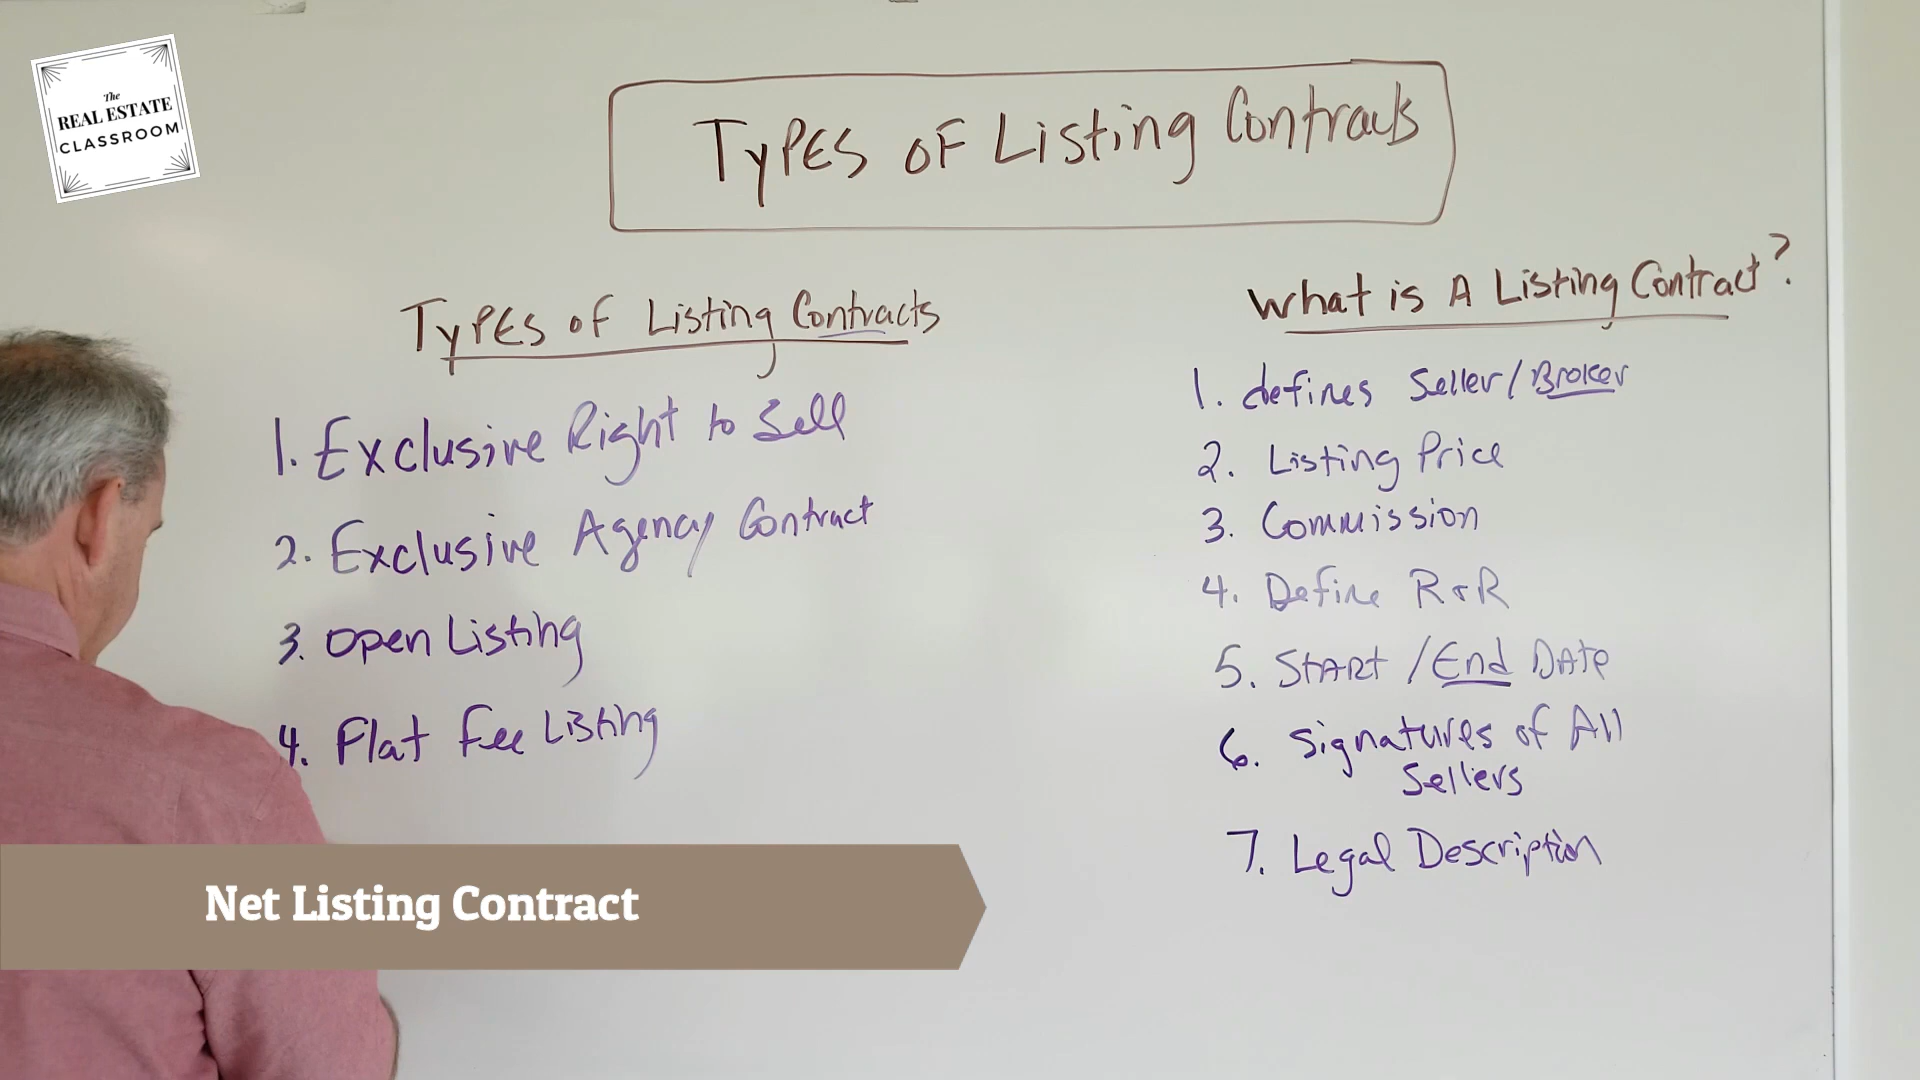 The
REAL ESTATE
CLASSROOM
Types of Listing Contracts
Types of Listing Contracts
1. Exclusive Right to Sell
2. Exclusive Agency Contract
3. Open Listing
4. Flat Fee Listing
Net Listing Contract
What is A Listing Contract?
1. defines Seller/Broker
2. Listing Price
3. Commission
4. Define R+R
5. START /End DATE
6. Signatures of All
Sellers
7. Legal Description